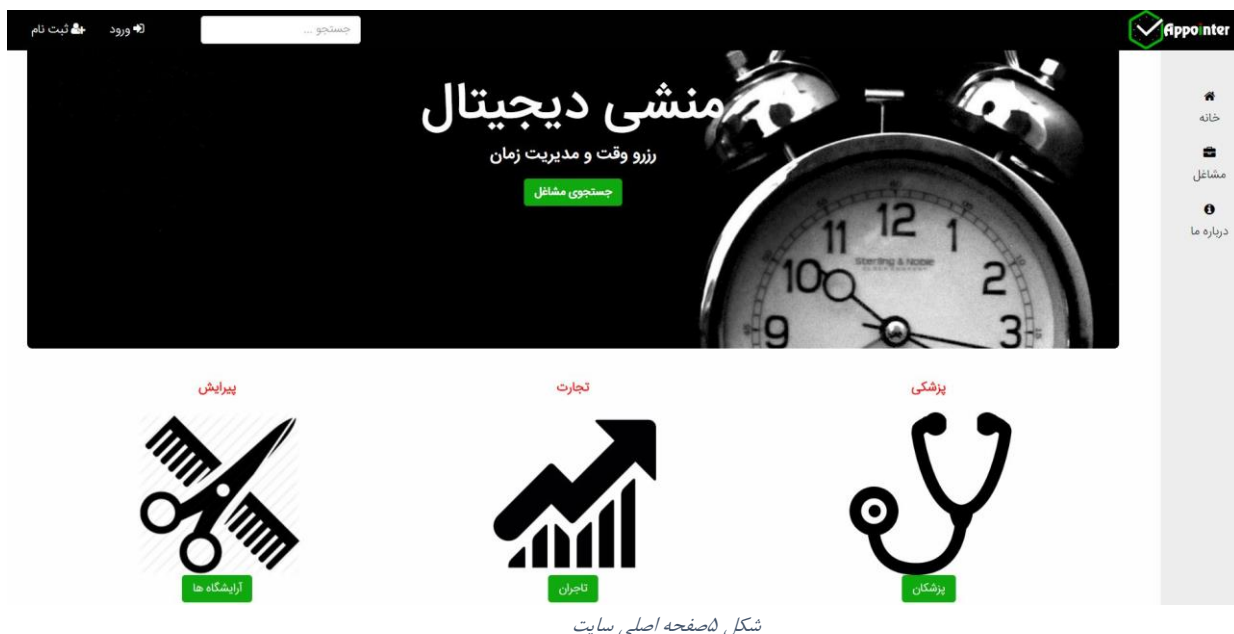 Appointer
جستجو ...
ورود
ثبت نام
خانه
مشاغل
درباره ما
منشی دیجیتال
رزرو وقت و مدیریت زمان
جستجوی مشاغل
12
11
1
10
2
9
3
Sterling & Noble
پزشکی
تجارت
پیرایش
پزشکان
تاجران
آرایشگاه ها
شکل ۵صفحه اصلی سایت